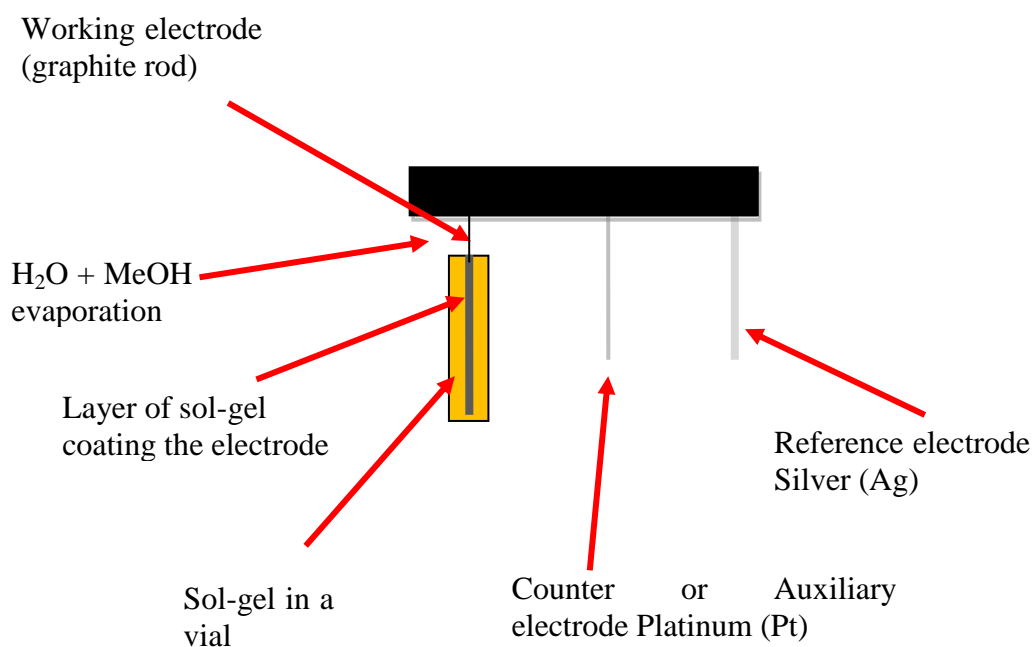 Working electrode
(graphite rod)
H₂O + MeOH
evaporation
Layer of sol-gel
coating the electrode
Reference electrode
Silver (Ag)
Sol-gel in a
vial
Counter or Auxiliary
electrode Platinum (Pt)